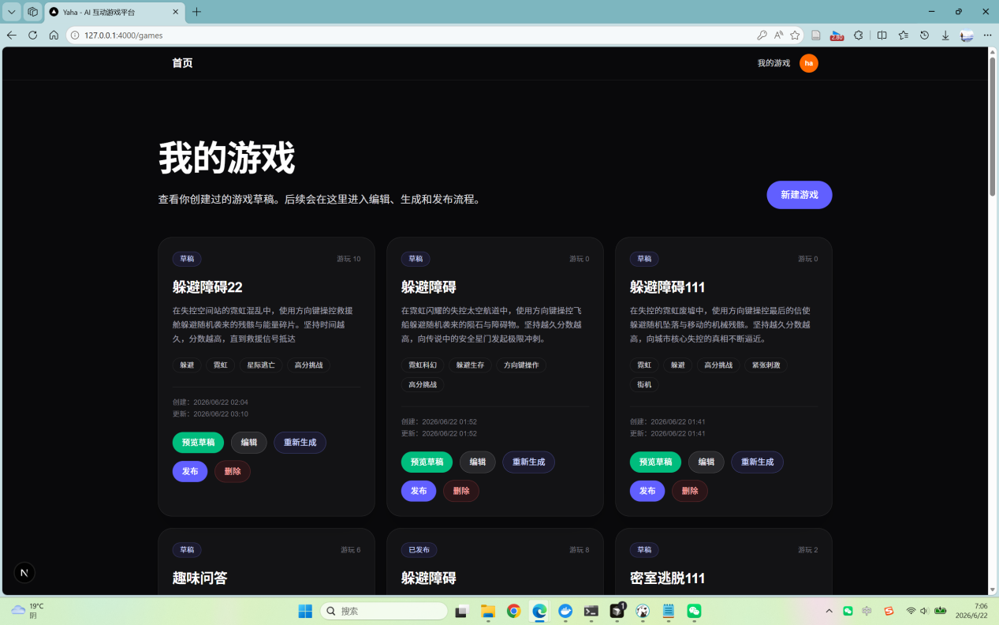 Yaha - AI 互动游戏平台
127.0.0.1:4000/games
2.80
首页
我的游戏
ha
我的游戏
查看你创建过的游戏草稿。后续会在这里进入编辑、生成和发布流程。
新建游戏
草稿
游玩 10
躲避障碍22
在失控空间站的霓虹混乱中，使用方向键操控救援
舱躲避随机袭来的残骸与能量碎片。坚持时间越
久，分数越高，直到救援信号抵达
躲避
霓虹
星际逃亡
高分挑战
创建：2026/06/22 02:04
更新：2026/06/22 03:10
预览草稿
编辑
重新生成
发布
删除
草稿
游玩 0
躲避障碍
在霓虹闪耀的失控太空航道中，使用方向键操控飞
船躲避随机袭来的陨石与障碍物。坚持越久分数越
高，向传说中的安全星门发起极限冲刺。
霓虹科幻
躲避生存
方向键操作
高分挑战
创建：2026/06/22 01:52
更新：2026/06/22 01:52
预览草稿
编辑
重新生成
发布
删除
草稿
游玩 0
躲避障碍111
在失控的霓虹废墟中，使用方向键操控最后的信使
躲避随机坠落与移动的机械残骸。坚持越久分数越
高，向城市核心失控的真相不断逼近。
霓虹
躲避
高分挑战
紧张刺激
街机
创建：2026/06/22 01:41
更新：2026/06/22 01:41
预览草稿
编辑
重新生成
发布
删除
草稿
游玩 6
趣味问答
已发布
游玩 8
躲避障碍
草稿
游玩 2
密室逃脱111
N
19°C
阴
搜索
1
中
7:06
2026/6/22